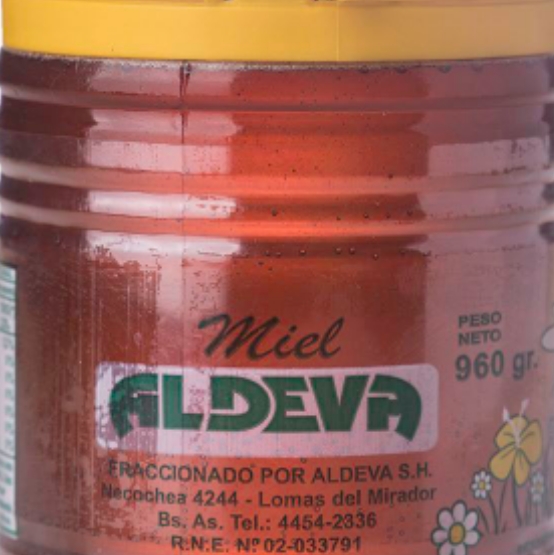 Miel
ALDEVA
PESO
NETO
960 gr.
FRACCIONADO POR ALDEVA S.H.
Necochea 4244 - Lomas del Mirador
Bs. As. Tel.: 4454-2336
R.N.E. Nº 02-033791